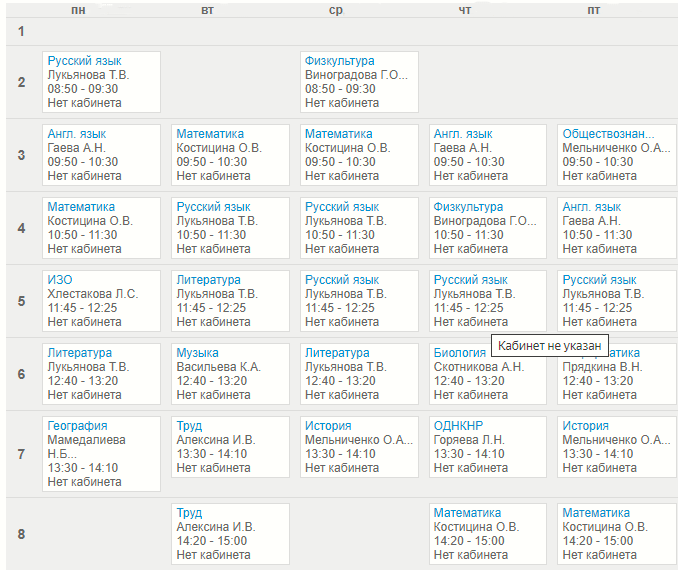 пн вт ср чт пт
1
2
Русский язык
Лукьянова Т.В.
08:50 - 09:30
Нет кабинета
Физкультура
Виноградова Г.О...
08:50 - 09:30
Нет кабинета
3
Англ. язык
Гаева А.Н.
09:50 - 10:30
Нет кабинета
Математика
Костицина О.В.
09:50 - 10:30
Нет кабинета
Математика
Костицина О.В.
09:50 - 10:30
Нет кабинета
Англ. язык
Гаева А.Н.
09:50 - 10:30
Нет кабинета
Обществознан...
Мельниченко О.А...
09:50 - 10:30
Нет кабинета
4
Математика
Костицина О.В.
10:50 - 11:30
Нет кабинета
Русский язык
Лукьянова Т.В.
10:50 - 11:30
Нет кабинета
Русский язык
Лукьянова Т.В.
10:50 - 11:30
Нет кабинета
Физкультура
Виноградова Г.О...
10:50 - 11:30
Нет кабинета
Англ. язык
Гаева А.Н.
10:50 - 11:30
Нет кабинета
5
ИЗО
Хлестакова Л.С.
11:45 - 12:25
Нет кабинета
Литература
Лукьянова Т.В.
11:45 - 12:25
Нет кабинета
Русский язык
Лукьянова Т.В.
11:45 - 12:25
Нет кабинета
Русский язык
Лукьянова Т.В.
11:45 - 12:25
Нет кабинета
Русский язык
Лукьянова Т.В.
11:45 - 12:25
Нет кабинета
Кабинет не указан
6
Литература
Лукьянова Т.В.
12:40 - 13:20
Нет кабинета
Музыка
Васильева К.А.
12:40 - 13:20
Нет кабинета
Литература
Лукьянова Т.В.
12:40 - 13:20
Нет кабинета
Биология
Скотникова А.Н.
12:40 - 13:20
Нет кабинета
Прядкина В.Н.
12:40 - 13:20
Нет кабинета
7
География
Мамедалиева
Н.Б...
13:30 - 14:10
Нет кабинета
Труд
Алексина И.В.
13:30 - 14:10
Нет кабинета
История
Мельниченко О.А...
13:30 - 14:10
Нет кабинета
ОДНКНР
Горяева Л.Н.
13:30 - 14:10
Нет кабинета
История
Мельниченко О.А...
13:30 - 14:10
Нет кабинета
8
Труд
Алексина И.В.
14:20 - 15:00
Нет кабинета
Математика
Костицина О.В.
14:20 - 15:00
Нет кабинета
Математика
Костицина О.В.
14:20 - 15:00
Нет кабинета